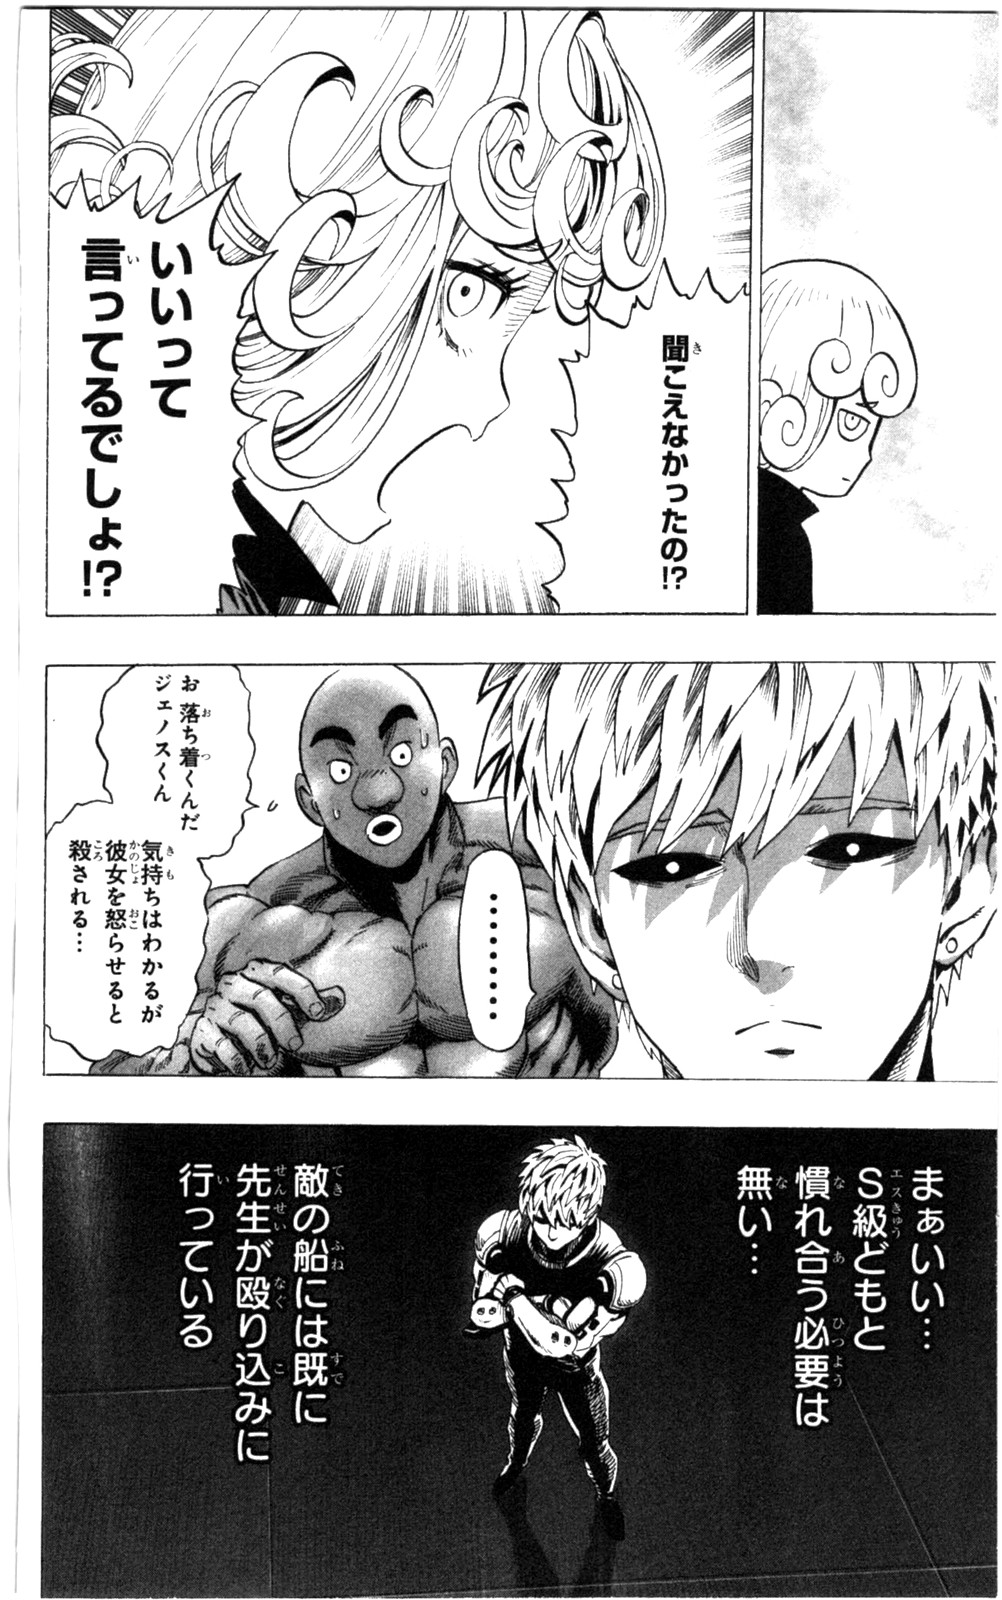 聞こえなかったの!?
いいって
言ってるでしょ!?
………
お 落ち着くんだ
ジェノスくん
気持ちはわかるが
彼女を怒らせると
殺される…
まぁいい…
S級どもと
慣れ合う必要は
無い…
敵の船には既に
先生が殴り込みに
行っている